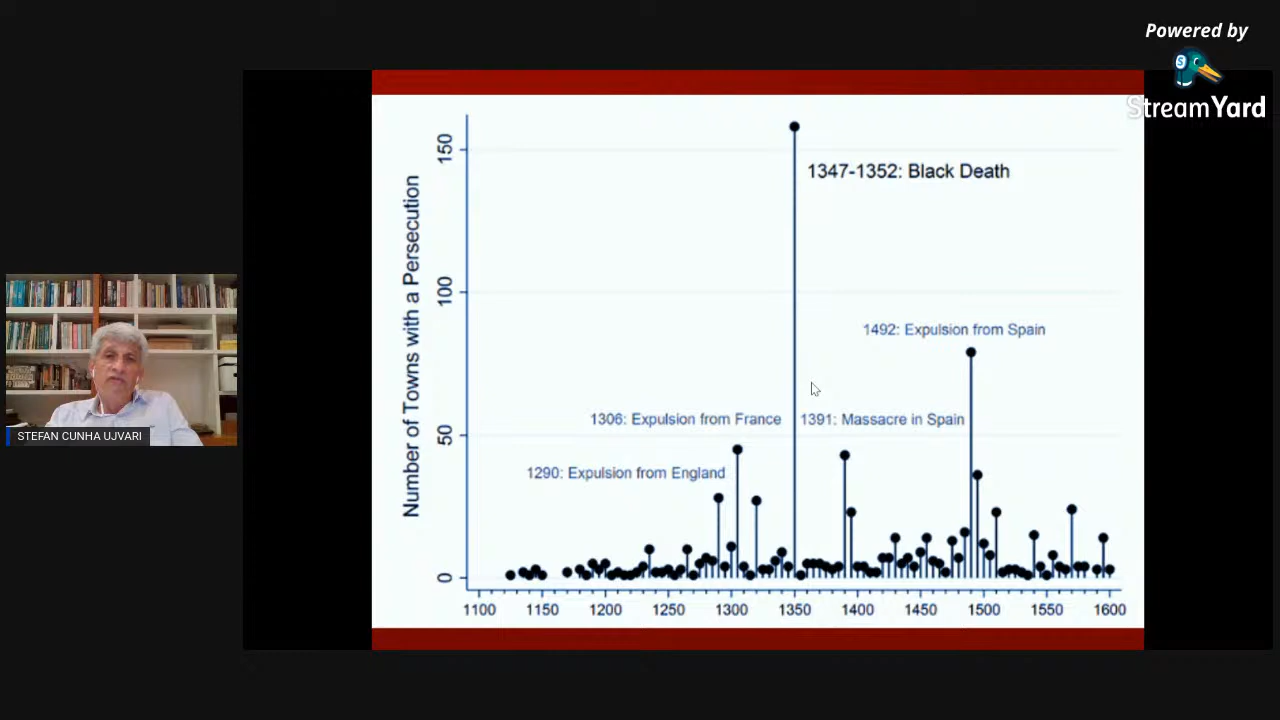 Powered by
StreamYard
Number of Towns with a Persecution
150
100
50
0
1347-1352: Black Death
1492: Expulsion from Spain
1306: Expulsion from France
1391: Massacre in Spain
1290: Expulsion from England
1100 1150 1200 1250 1300 1350 1400 1450 1500 1550 1600
STEFAN CUNHA UJVARI